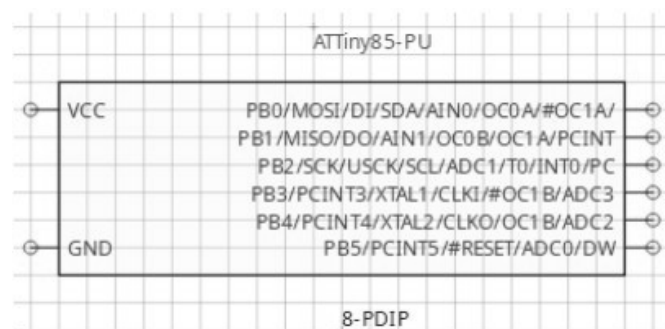 ATTiny85-PU
VCC
PB0/MOSI/DI/SDA/AIN0/OC0A/#OC1A/
PB1/MISO/DO/AIN1/OC0B/OC1A/PCINT
PB2/SCK/USCK/SCL/ADC1/T0/INT0/PC
PB3/PCINT3/XTAL1/CLKI/#OC1B/ADC3
PB4/PCINT4/XTAL2/CLKO/OC1B/ADC2
GND
PB5/PCINT5/#RESET/ADC0/DW
8-PDIP